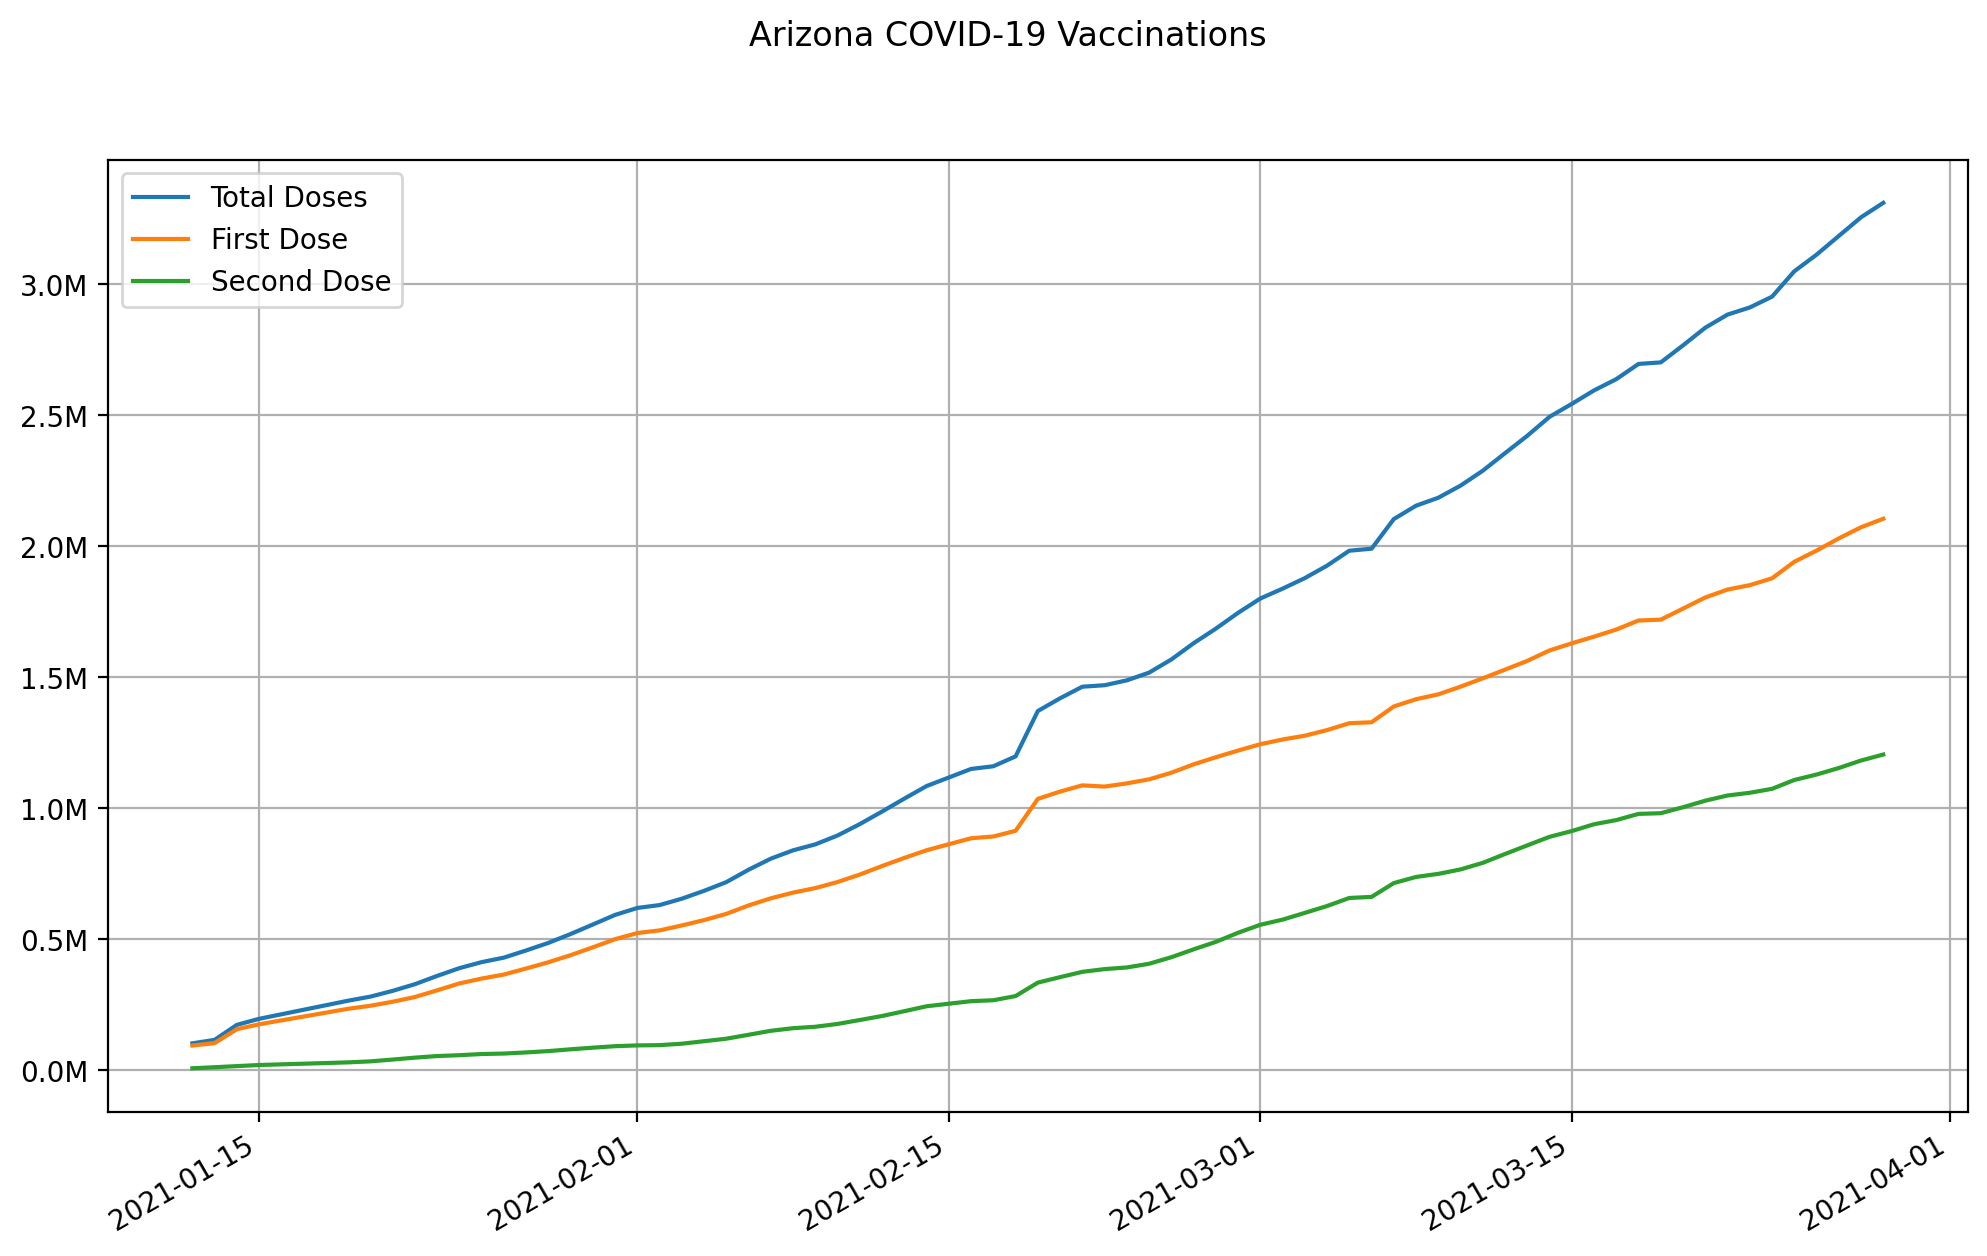 Arizona COVID-19 Vaccinations
Total Doses
First Dose
Second Dose
3.0M
2.5M
2.0M
1.5M
1.0M
0.5M
0.0M
2021-01-15
2021-02-01
2021-02-15
2021-03-01
2021-03-15
2021-04-01